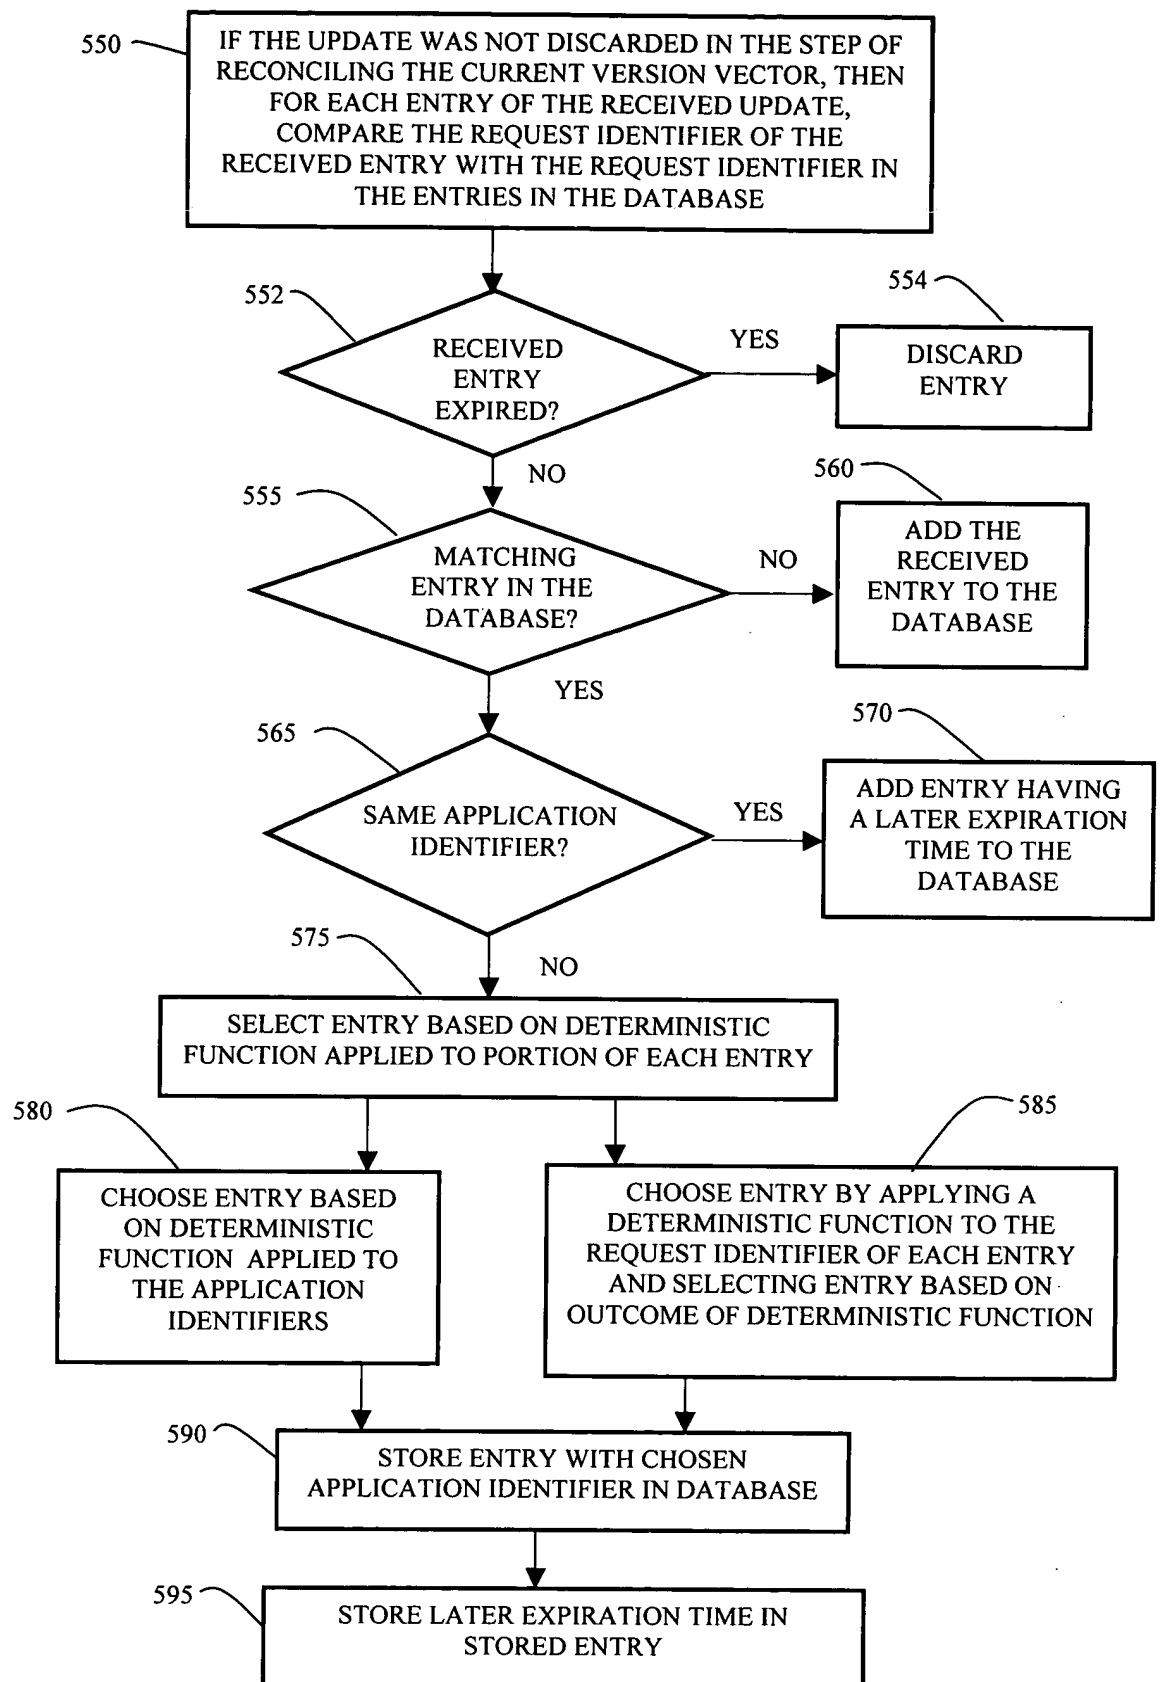 550
IF THE UPDATE WAS NOT DISCARDED IN THE STEP OF
RECONCILING THE CURRENT VERSION VECTOR, THEN
FOR EACH ENTRY OF THE RECEIVED UPDATE,
COMPARE THE REQUEST IDENTIFIER OF THE
RECEIVED ENTRY WITH THE REQUEST IDENTIFIER IN
THE ENTRIES IN THE DATABASE
552
RECEIVED
ENTRY
EXPIRED?
YES
554
DISCARD
ENTRY
NO
555
MATCHING
ENTRY IN THE
DATABASE?
NO
560
ADD THE
RECEIVED
ENTRY TO THE
DATABASE
YES
565
SAME APPLICATION
IDENTIFIER?
YES
570
ADD ENTRY HAVING
A LATER EXPIRATION
TIME TO THE
DATABASE
NO
575
SELECT ENTRY BASED ON DETERMINISTIC
FUNCTION APPLIED TO PORTION OF EACH ENTRY
580
CHOOSE ENTRY BASED
ON DETERMINISTIC
FUNCTION APPLIED TO
THE APPLICATION
IDENTIFIERS
585
CHOOSE ENTRY BY APPLYING A
DETERMINISTIC FUNCTION TO THE
REQUEST IDENTIFIER OF EACH ENTRY
AND SELECTING ENTRY BASED ON
OUTCOME OF DETERMINISTIC FUNCTION
590
STORE ENTRY WITH CHOSEN
APPLICATION IDENTIFIER IN DATABASE
595
STORE LATER EXPIRATION TIME IN
STORED ENTRY